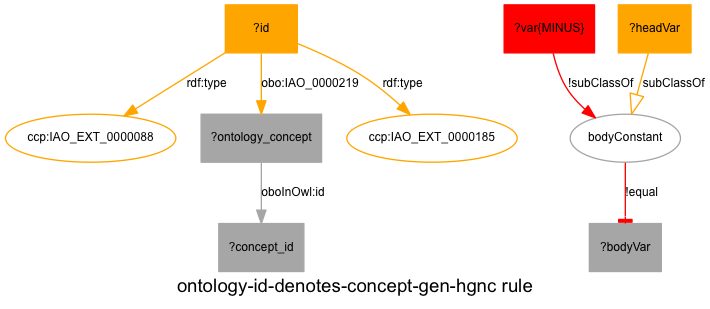 ?id
?var{MINUS}
?headVar
rdf:type
obo:IAO_0000219
rdf:type
!subClassOf
subClassOf
ccp:IAO_EXT_0000088
?ontology_concept
ccp:IAO_EXT_0000185
bodyConstant
oboInOwl:id
!equal
?concept_id
?bodyVar
ontology-id-denotes-concept-gen-hgnc rule